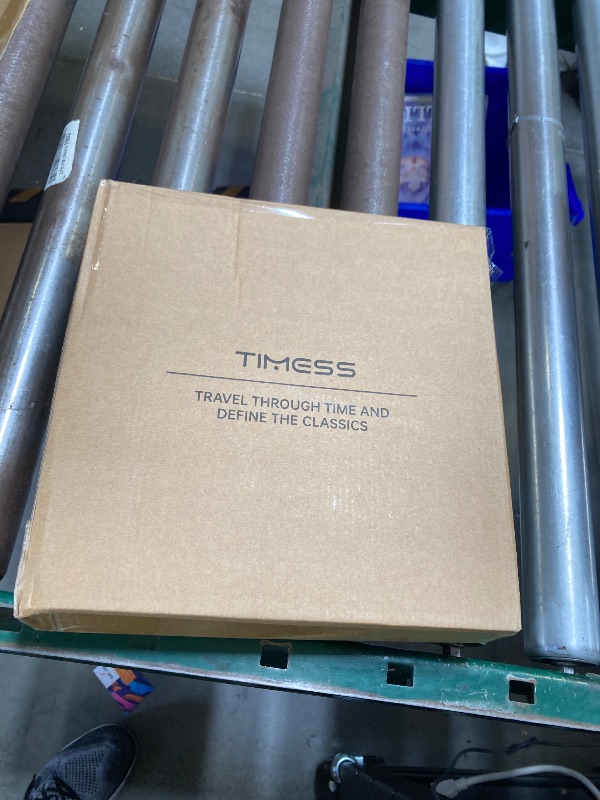 TIMESS
TRAVEL THROUGH TIME AND
DEFINE THE CLASSICS